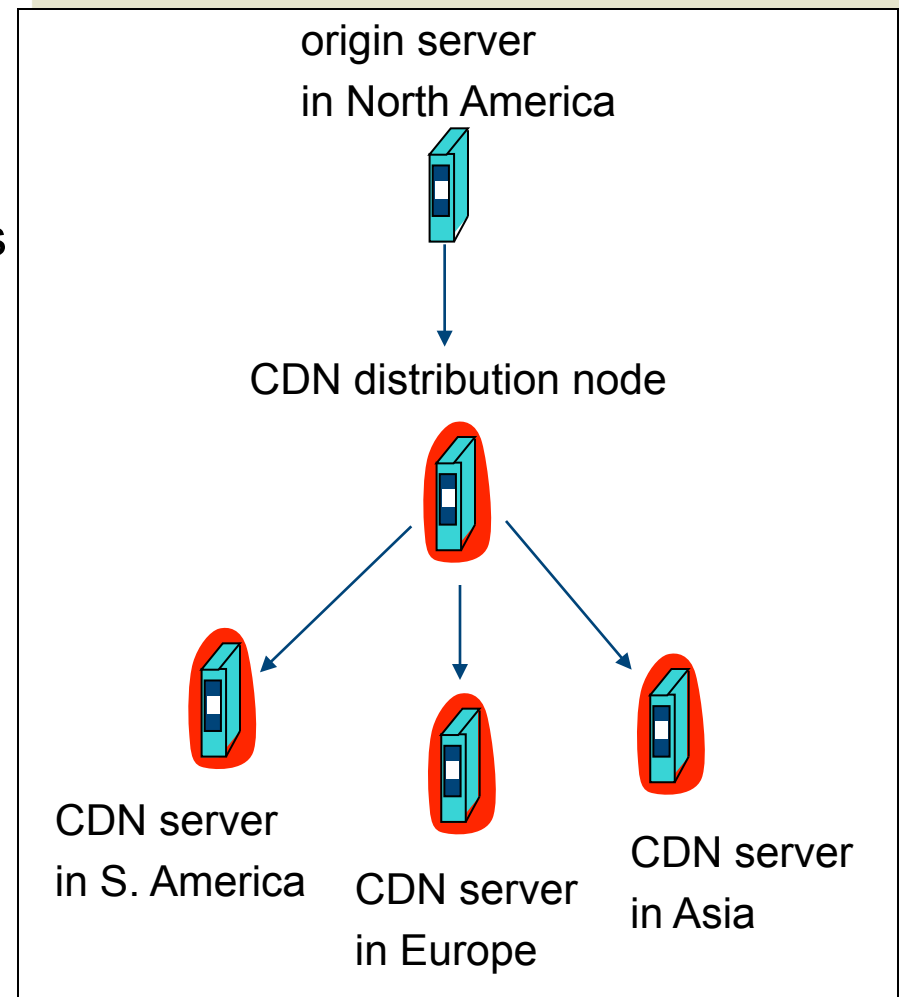 origin server
in North America
s
CDN distribution node
CDN server
in S. America
CDN server
in Europe
CDN server
in Asia